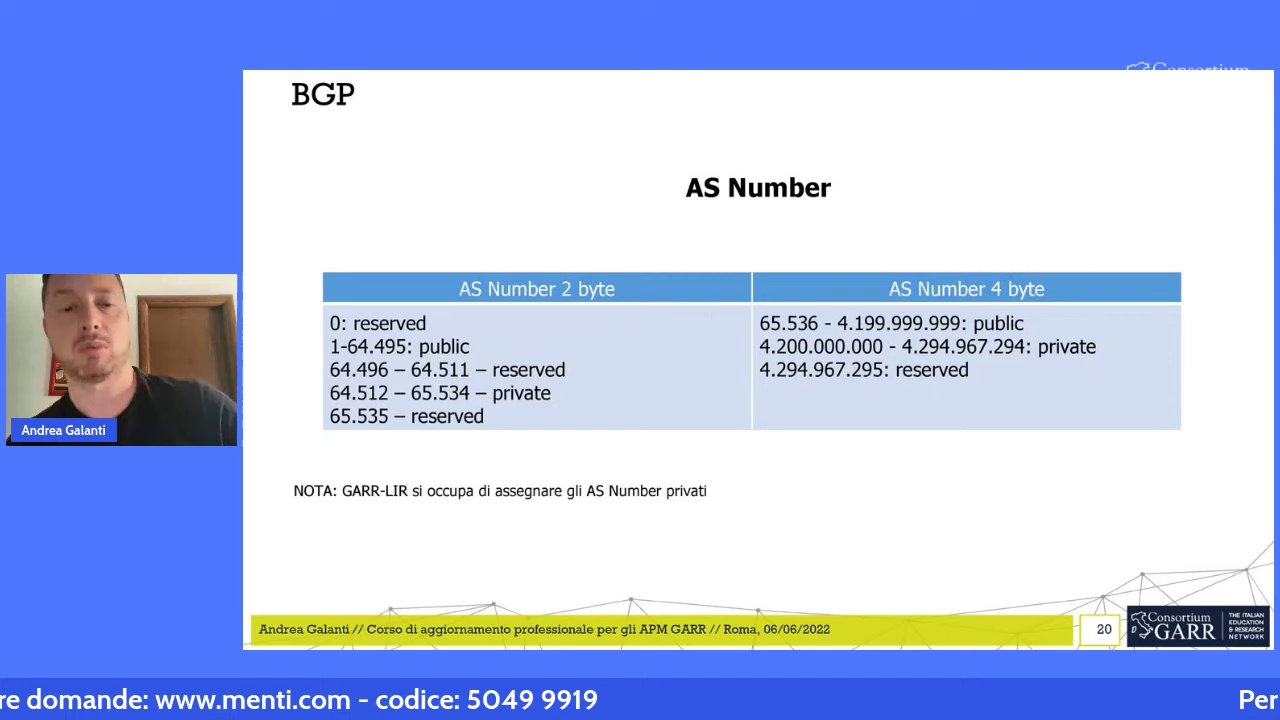 Consortium
BGP
AS Number
AS Number 2 byte
0: reserved
1-64.495: public
64.496 – 64.511 – reserved
64.512 – 65.534 – private
65.535 – reserved
AS Number 4 byte
65.536 - 4.199.999.999: public
4.200.000.000 - 4.294.967.294: private
4.294.967.295: reserved
Andrea Galanti
NOTA: GARR-LIR si occupa di assegnare gli AS Number privati
Andrea Galanti // Corso di aggiornamento professionale per gli APM GARR // Roma, 06/06/2022
20
Consortium
GARR
THE ITALIAN
EDUCATION
& RESEARCH
NETWORK
re domande: www.menti.com - codice: 5049 9919
Per